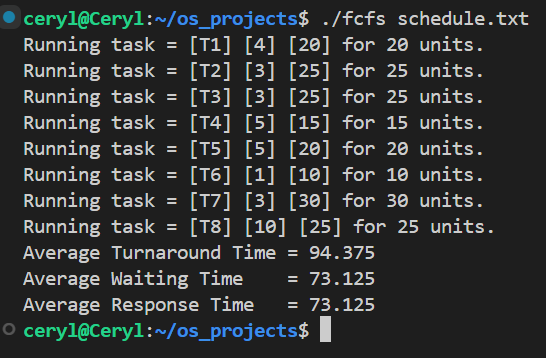 ceryl@Ceryl:~/os_projects$ ./fcfs schedule.txt
Running task = [T1] [4] [20] for 20 units.
Running task = [T2] [3] [25] for 25 units.
Running task = [T3] [3] [25] for 25 units.
Running task = [T4] [5] [15] for 15 units.
Running task = [T5] [5] [20] for 20 units.
Running task = [T6] [1] [10] for 10 units.
Running task = [T7] [3] [30] for 30 units.
Running task = [T8] [10] [25] for 25 units.
Average Turnaround Time = 94.375
Average Waiting Time    = 73.125
Average Response Time   = 73.125
ceryl@Ceryl:~/os_projects$